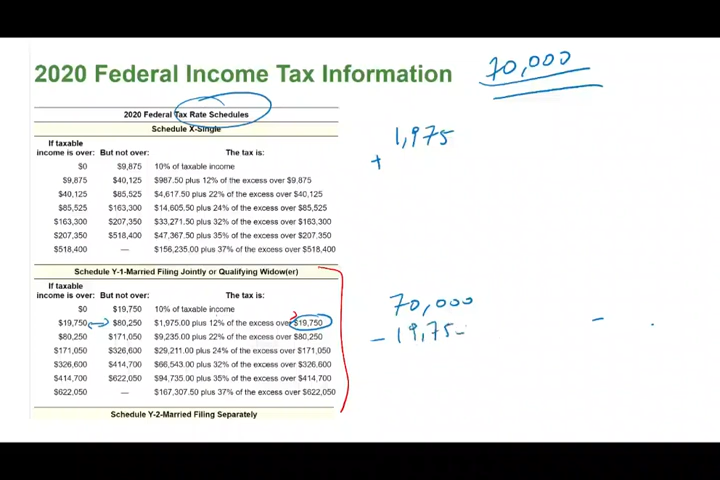 2020 Federal Income Tax Information
70,000
2020 Federal Tax Rate Schedules
Schedule X-Single
If taxable income is over: But not over: The tax is:
$0 $9,875 10% of taxable income
$9,875 $40,125 $987.50 plus 12% of the excess over $9,875
$40,125 $85,525 $4,617.50 plus 22% of the excess over $40,125
$85,525 $163,300 $14,605.50 plus 24% of the excess over $85,525
$163,300 $207,350 $33,271.50 plus 32% of the excess over $163,300
$207,350 $518,400 $47,367.50 plus 35% of the excess over $207,350
$518,400 — $156,235.00 plus 37% of the excess over $518,400
Schedule Y-1-Married Filing Jointly or Qualifying Widow(er)
If taxable income is over: But not over: The tax is:
$0 $19,750 10% of taxable income
$19,750 $80,250 $1,975.00 plus 12% of the excess over $19,750
$80,250 $171,050 $9,235.00 plus 22% of the excess over $80,250
$171,050 $326,600 $29,211.00 plus 24% of the excess over $171,050
$326,600 $414,700 $66,543.00 plus 32% of the excess over $326,600
$414,700 $622,050 $94,735.00 plus 35% of the excess over $414,700
$622,050 — $167,307.50 plus 37% of the excess over $622,050
Schedule Y-2-Married Filing Separately
1,975
+
70,000
- 19,75
-